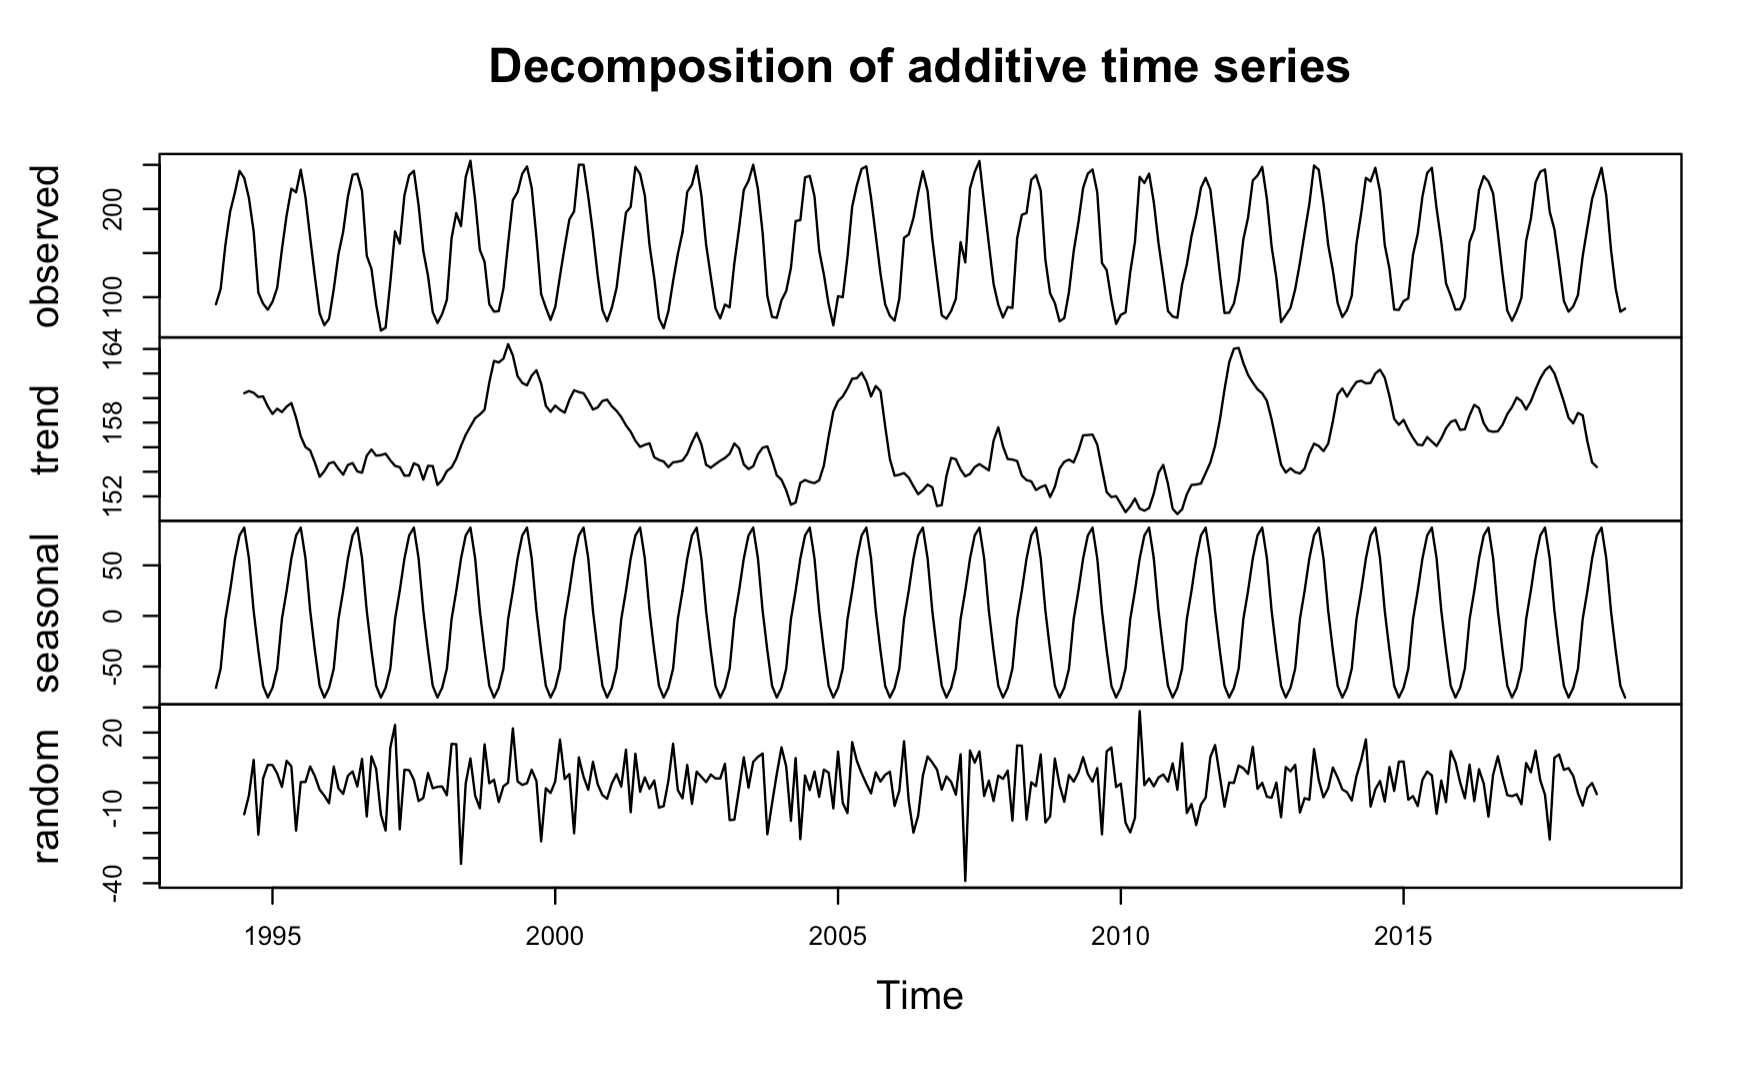 Decomposition of additive time series
observed
100 200
trend
152 158 164
seasonal
-50 0 50
random
-40 -10 20
1995 2000 2005 2010 2015
Time